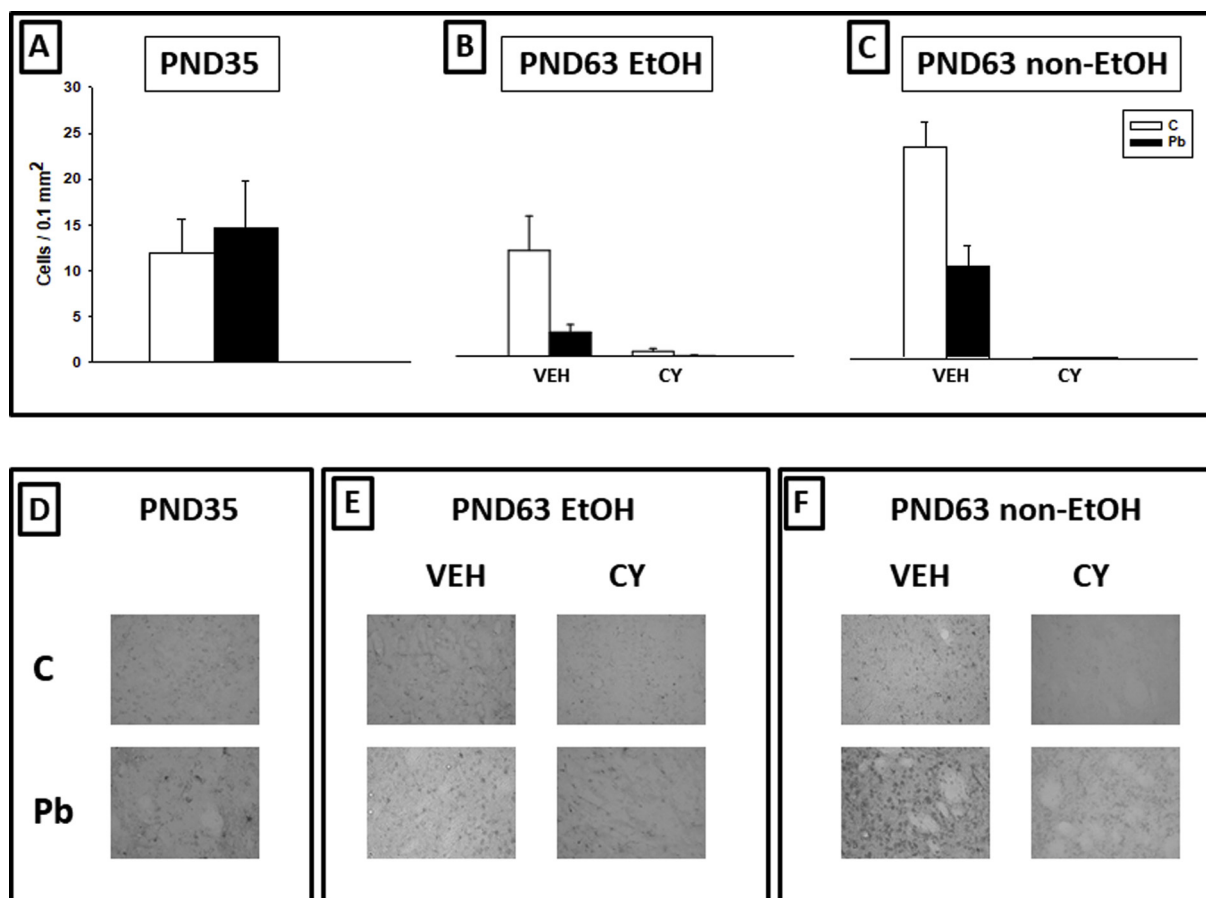 A
PND35
B
PND63 EtOH
C
PND63 non-EtOH
C
Pb
Cells / 0.1 mm²
30
25
20
15
10
5
0
VEH
CY
VEH
CY
D
PND35
E
PND63 EtOH
F
PND63 non-EtOH
VEH
CY
VEH
CY
C
Pb